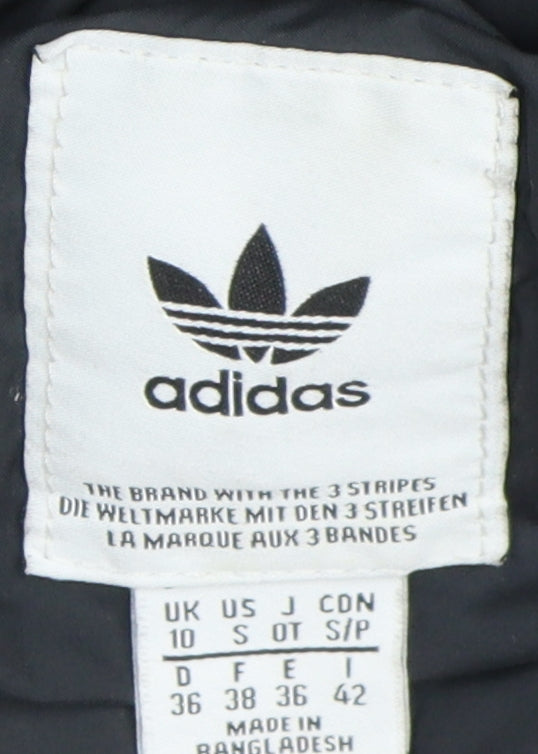 adidas
THE BRAND WITH THE 3 STRIPES
DIE WELTMARKE MIT DEN 3 STREIFEN
LA MARQUE AUX 3 BANDES
UK US J CDN
10 S OT S/P
D F E I
36 38 36 42
MADE IN
BANGLADESH